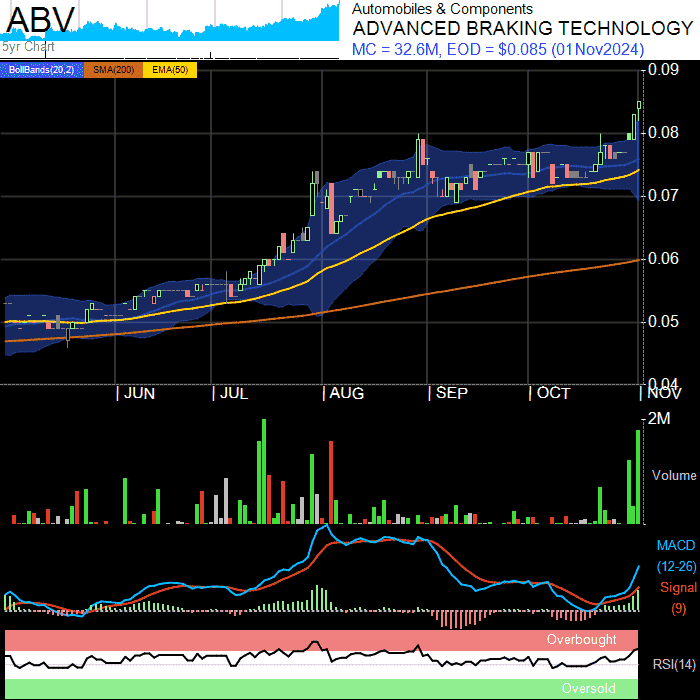 ABV
5yr Chart
Automobiles & Components
ADVANCED BRAKING TECHNOLOGY
MC = 32.6M, EOD = $0.085 (01Nov2024)
BollBands(20,2) SMA(200) EMA(50)
0.09
0.08
0.07
0.06
0.05
0.04
JUN JUL AUG SEP OCT NOV
2M
Volume
MACD
(12-26)
Signal
(9)
Overbought
RSI(14)
Oversold